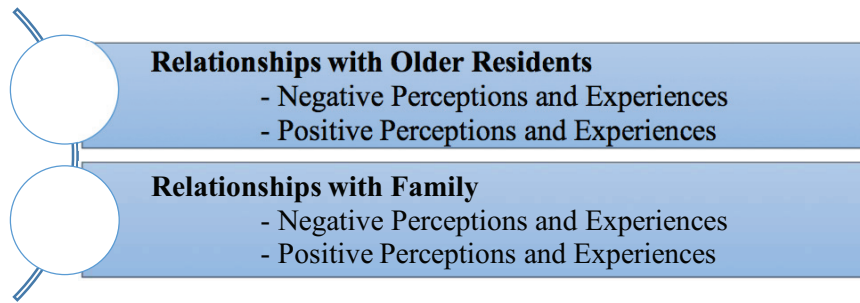 Relationships with Older Residents
- Negative Perceptions and Experiences
- Positive Perceptions and Experiences
Relationships with Family
- Negative Perceptions and Experiences
- Positive Perceptions and Experiences